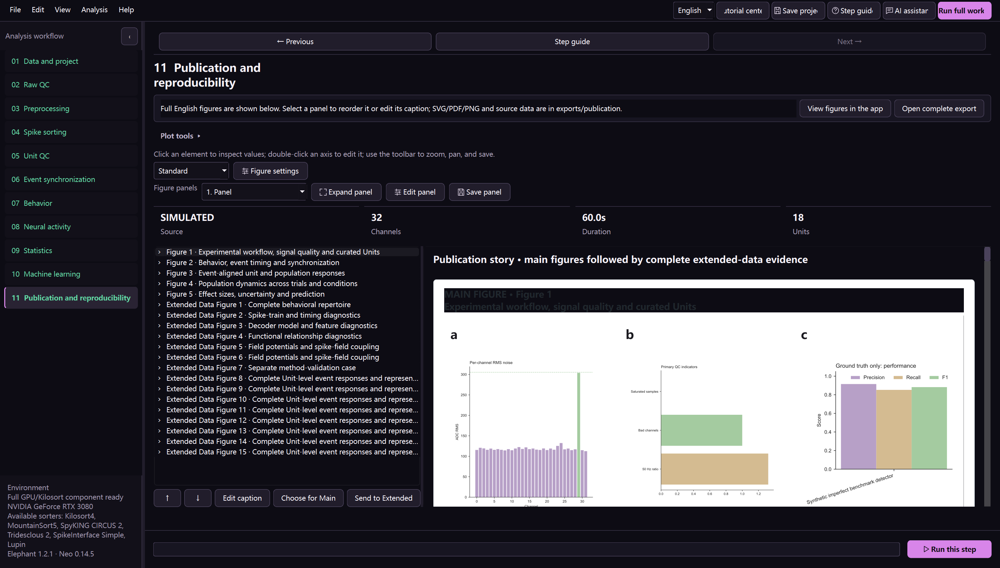 File Edit View Analysis Help
English
utorial cente
Save proje
Step guid
AI assistar
Run full work
Analysis workflow
01 Data and project
02 Raw QC
03 Preprocessing
04 Spike sorting
05 Unit QC
06 Event synchronization
07 Behavior
08 Neural activity
09 Statistics
10 Machine learning
11 Publication and reproducibility
Environment
Full GPU/Kilosort component ready
NVIDIA GeForce RTX 3080
Available sorters: Kilosort4,
MountainSort5, SpyKING CIRCUS 2,
Tridesclous 2, SpikeInterface Simple,
Lupin
Elephant 1.2.1 · Neo 0.14.5
← Previous
Step guide
Next →
11 Publication and
reproducibility
Full English figures are shown below. Select a panel to reorder it or edit its caption; SVG/PDF/PNG and source data are in exports/publication.
View figures in the app
Open complete export
Plot tools
Click an element to inspect values; double-click an axis to edit it; use the toolbar to zoom, pan, and save.
Standard
Figure settings
Figure panels
1. Panel
Expand panel
Edit panel
Save panel
SIMULATED
Source
32
Channels
60.0s
Duration
18
Units
Figure 1 · Experimental workflow, signal quality and curated Units
Figure 2 · Behavior, event timing and synchronization
Figure 3 · Event-aligned unit and population responses
Figure 4 · Population dynamics across trials and conditions
Figure 5 · Effect sizes, uncertainty and prediction
Extended Data Figure 1 · Complete behavioral repertoire
Extended Data Figure 2 · Spike-train and timing diagnostics
Extended Data Figure 3 · Decoder model and feature diagnostics
Extended Data Figure 4 · Functional relationship diagnostics
Extended Data Figure 5 · Field potentials and spike-field coupling
Extended Data Figure 6 · Field potentials and spike-field coupling
Extended Data Figure 7 · Separate method-validation case
Extended Data Figure 8 · Complete Unit-level event responses and represen...
Extended Data Figure 9 · Complete Unit-level event responses and represen...
Extended Data Figure 10 · Complete Unit-level event responses and represe...
Extended Data Figure 11 · Complete Unit-level event responses and represe...
Extended Data Figure 12 · Complete Unit-level event responses and represe...
Extended Data Figure 13 · Complete Unit-level event responses and represe...
Extended Data Figure 14 · Complete Unit-level event responses and represe...
Extended Data Figure 15 · Complete Unit-level event responses and represe...
↑
↓
Edit caption
Choose for Main
Send to Extended
Publication story • main figures followed by complete extended-data evidence
MAIN FIGURE • Figure 1
Experimental workflow, signal quality and curated Units
a
Per-channel RMS noise
ADC RMS
300
250
200
150
100
50
0
0 5 10 15 20 25 30
Channel
b
Primary QC indicators
Saturated samples
Bad channels
50 Hz ratio
0.0 0.2 0.4 0.6 0.8 1.0 1.2
c
Ground truth only: performance
Precision Recall F1
Score
1.0
0.8
0.6
0.4
0.2
0.0
Synthetic imperfect benchmark detector
Run this step